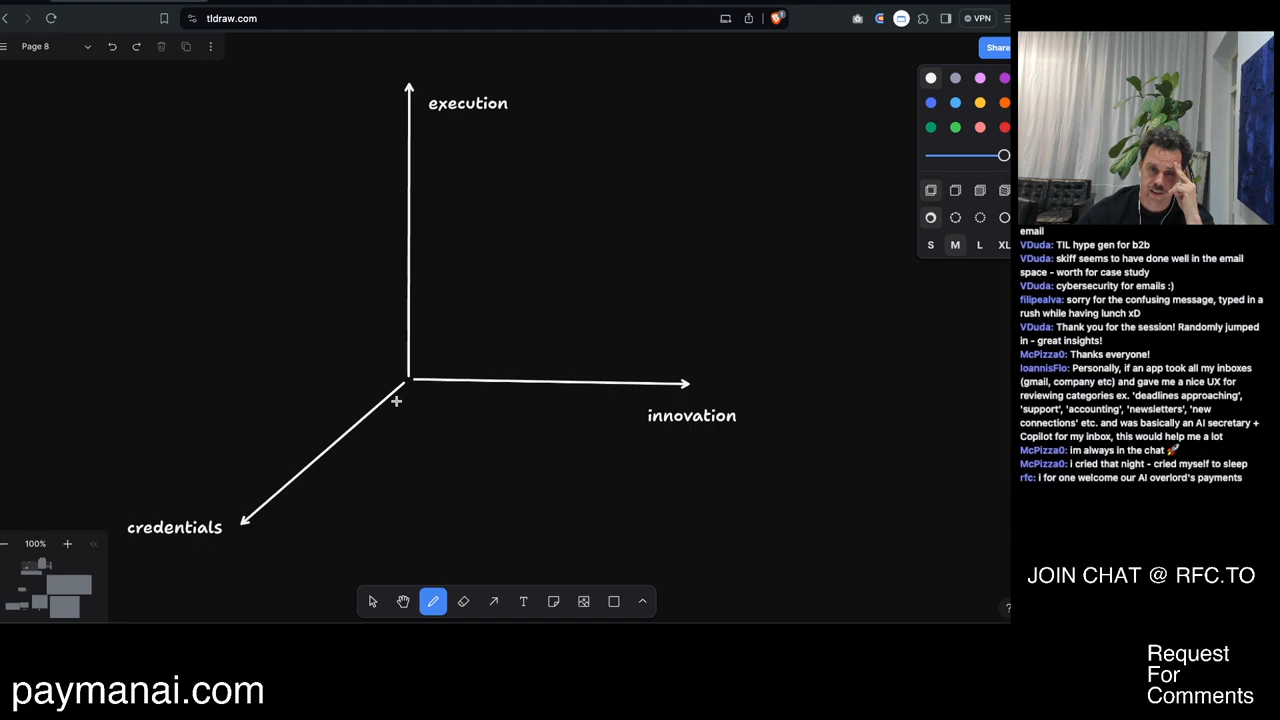 tldraw.com
VPN
Page 8
Share
execution
innovation
credentials
S M L XL
100%
T
?
email
VDuda: TIL hype gen for b2b
VDuda: skiff seems to have done well in the email
space - worth for case study
VDuda: cybersecurity for emails :)
filipealva: sorry for the confusing message, typed in a
rush while having lunch xD
VDuda: Thank you for the session! Randomly jumped
in - great insights!
McPizza0: Thanks everyone!
IoannisFlo: Personally, if an app took all my inboxes
(gmail, company etc) and gave me a nice UX for
reviewing categories ex. 'deadlines approaching',
'support', 'accounting', 'newsletters', 'new
connections' etc. and was basically an AI secretary +
Copilot for my inbox, this would help me a lot
McPizza0: im always in the chat 🚀
McPizza0: i cried that night - cried myself to sleep
rfc: i for one welcome our AI overlord's payments
JOIN CHAT @ RFC.TO
Request
For
Comments
paymanai.com